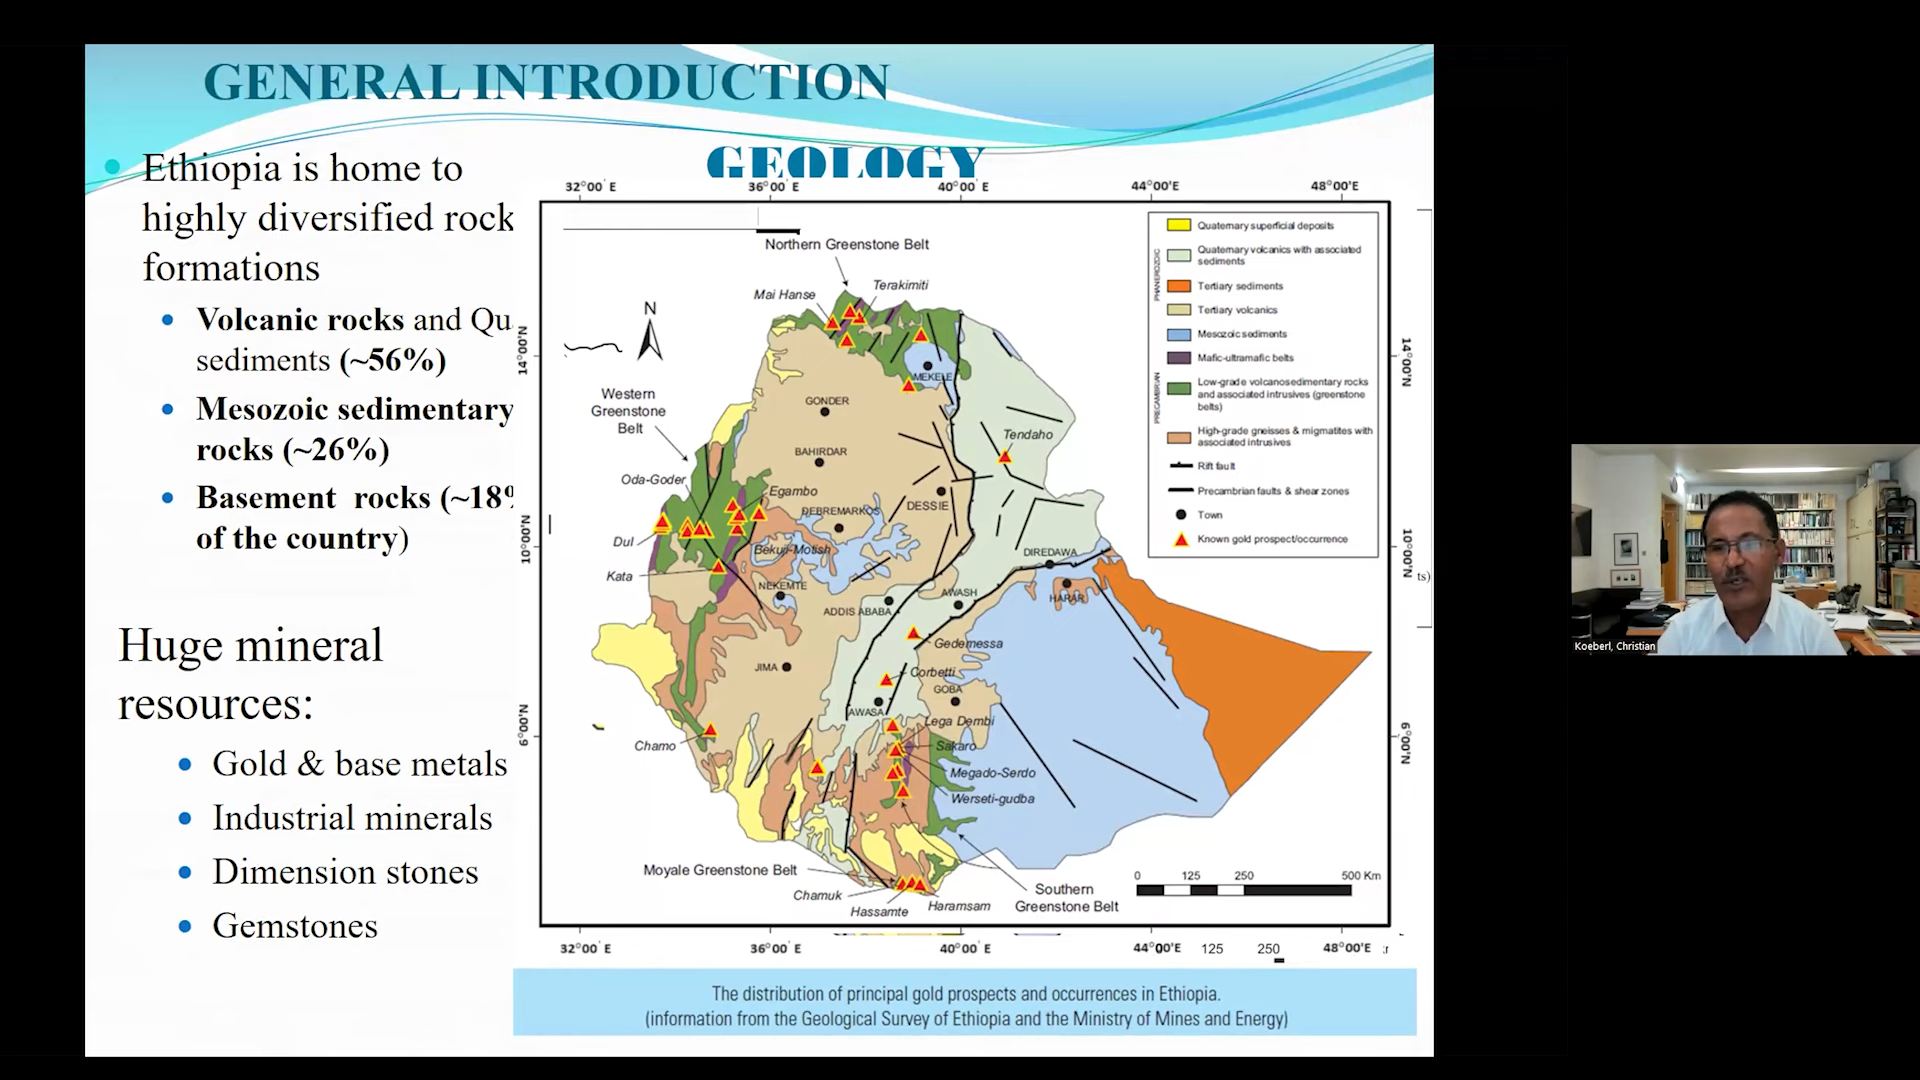 GENERAL INTRODUCTION
Ethiopia is home to
highly diversified rock
formations
Volcanic rocks and Qu
sediments (~56%)
Mesozoic sedimentary
rocks (~26%)
Basement rocks (~18%
of the country)
Huge mineral
resources:
Gold & base metals
Industrial minerals
Dimension stones
Gemstones
GEOLOGY
32°00' E 36°00' E 40°00' E 44°00'E 48°00'E
14°00'N
10°00'N
6°00'N
14°00'N
10°00'N
6°00'N
Northern Greenstone Belt
Mai Hanse
Terakimiti
N
Western
Greenstone
Belt
MEKELE
GONDER
BAHIRDAR
Tendaho
Oda-Goder
Egambo
DEBREMARKOS
DESSIE
Dul
Bekuji-Motish
Kata
NEKEMTE
DIREDAWA
HARAR
AWASH
ADDIS ABABA
Gedemessa
JIMA
Corbetti
GOBA
AWASA
Lega Dembi
Chamo
Sakaro
Megado-Serdo
Werseti-gudba
Moyale Greenstone Belt
Chamuk
Hassamte
Haramsam
Southern
Greenstone Belt
PHANEROZOIC
PRECAMBRIAN
Quaternary superficial deposits
Quaternary volcanics with associated
sediments
Tertiary sediments
Tertiary volcanics
Mesozoic sediments
Mafic-ultramafic belts
Low-grade volcanosedimentary rocks
and associated intrusives (greenstone
belts)
High-grade gneisses & migmatites with
associated intrusives
Rift fault
Precambrian faults & shear zones
Town
Known gold prospect/occurrence
ts)
0 125 250 500 Km
32°00' E 36°00' E 40°00' E 44°00'E 125 250 48°00'E
The distribution of principal gold prospects and occurrences in Ethiopia.
(information from the Geological Survey of Ethiopia and the Ministry of Mines and Energy)
Koeberl, Christian